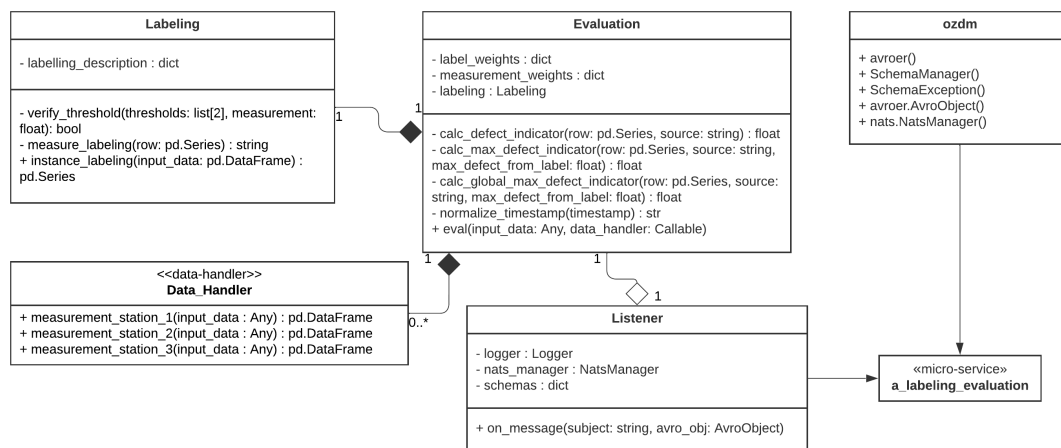 Labeling
- labelling_description : dict
- verify_threshold(thresholds: list[2], measurement:
float): bool
- measure_labeling(row: pd.Series) : string
+ instance_labeling(input_data: pd.DataFrame) :
pd.Series
1
1
Evaluation
- label_weights : dict
- measurement_weights : dict
- labeling : Labeling
- calc_defect_indicator(row: pd.Series, source: string) : float
- calc_max_defect_indicator(row: pd.Series, source: string,
max_defect_from_label: float) : float
- calc_global_max_defect_indicator(row: pd.Series, source:
string, max_defect_from_label: float) : float
- normalize_timestamp(timestamp) : str
+ eval(input_data: Any, data_handler: Callable)
ozdm
+ avroer()
+ SchemaManager()
+ SchemaException()
+ avroer.AvroObject()
+ nats.NatsManager()
1
1
<<data-handler>>
Data_Handler
+ measurement_station_1(input_data : Any) : pd.DataFrame
+ measurement_station_2(input_data : Any) : pd.DataFrame
+ measurement_station_3(input_data : Any) : pd.DataFrame
0..*
1
Listener
- logger : Logger
- nats_manager : NatsManager
- schemas : dict
+ on_message(subject: string, avro_obj: AvroObject)
«micro-service»
a_labeling_evaluation